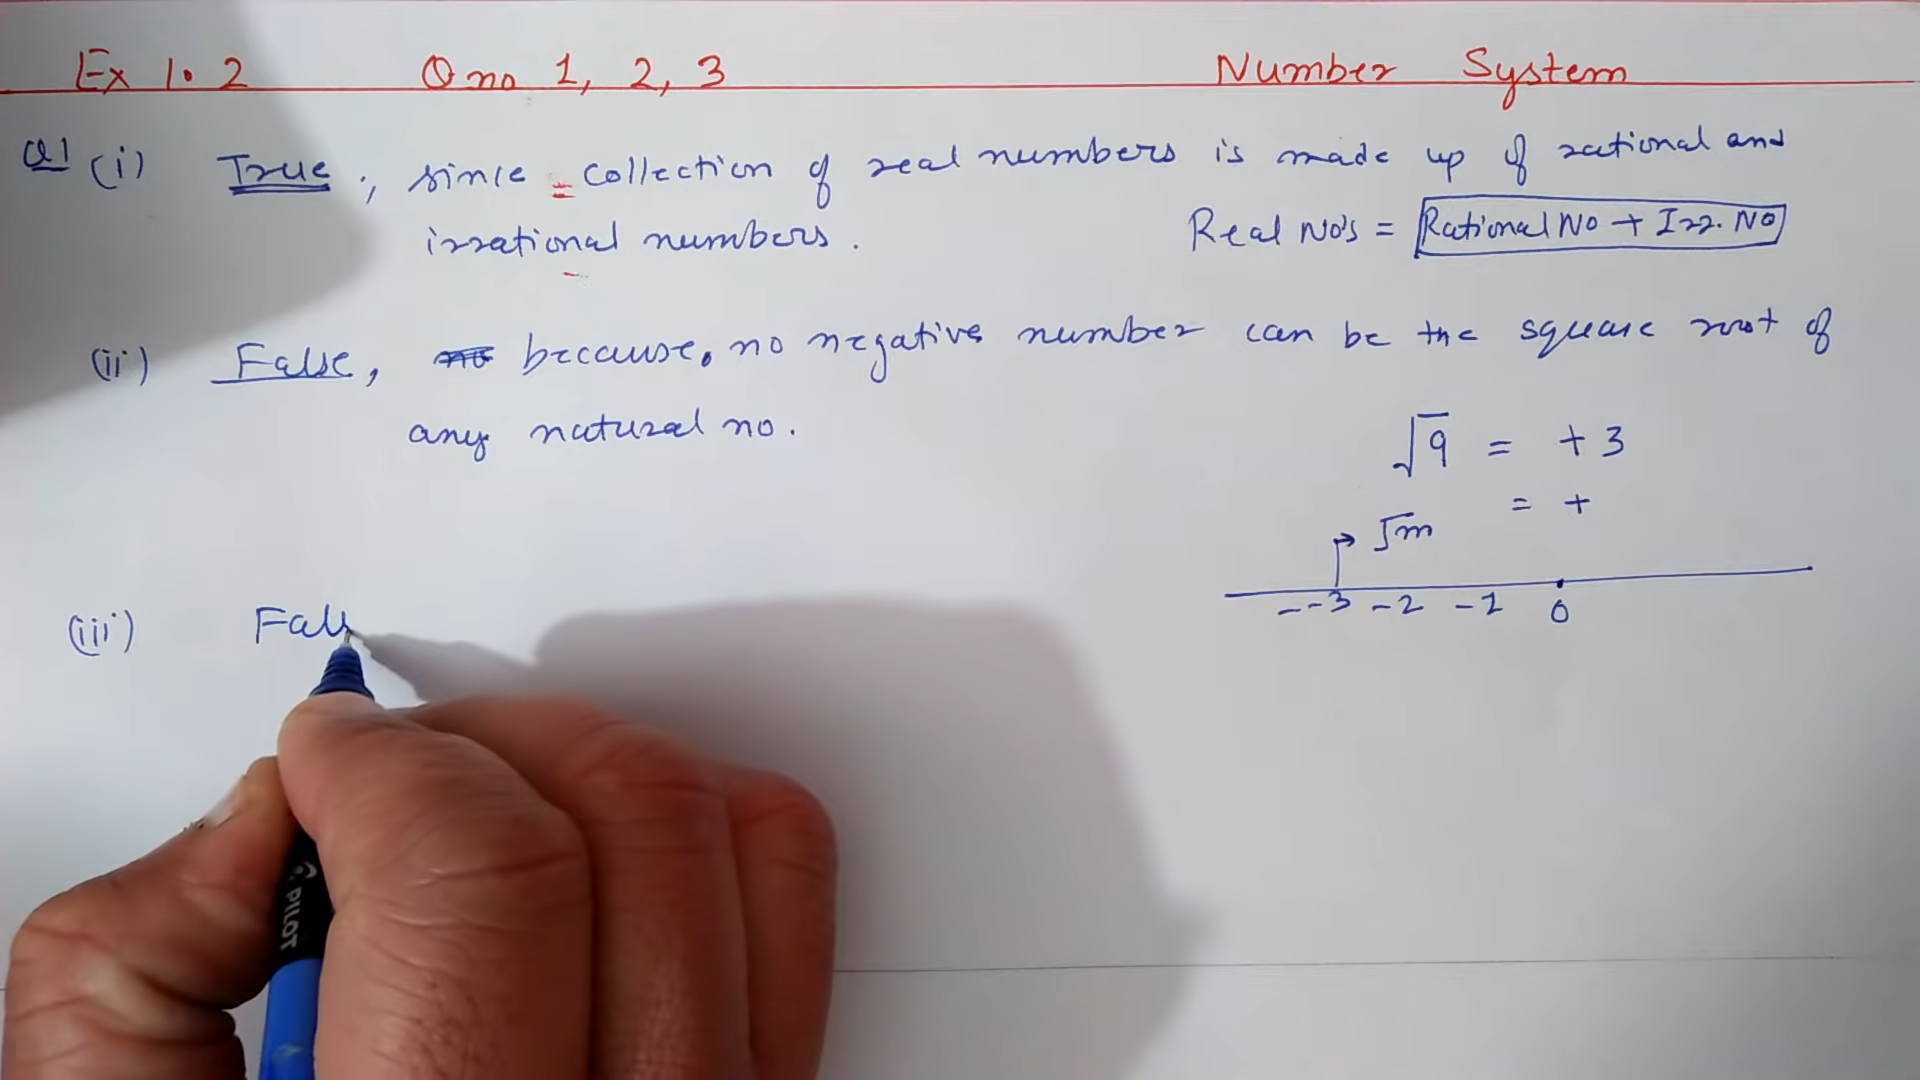 Ex 1.2 Q no 1, 2, 3 Number System
Q1 (i) True, since collection of real numbers is made up of rational and
irrational numbers. Real No's = Rational No + Irr. No
(ii) False, because, no negative number can be the square root of
any natural no.
√9 = +3
= +
√m
--3 -2 -1 0
(iii) Fals
PILOT